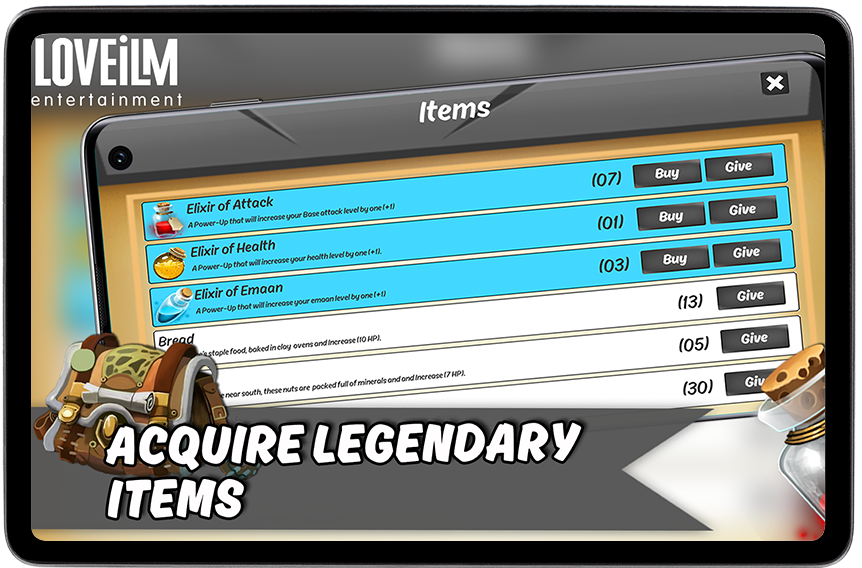 LOVEiLM
entertainment
Items
Elixir of Attack
A Power-Up that will increase your Base attack level by one (+1)
(07) Buy Give
Elixir of Health
A Power-Up that will increase your health level by one (+1).
(01) Buy Give
Elixir of Emaan
A Power-Up that will increase your emaan level by one (+1)
(03) Buy Give
Bread
staple food, baked in clay ovens and Increase (10 HP).
(13) Give
near south, these nuts are packed full of minerals and and Increase (7 HP).
(05) Give
(30)
ACQUIRE LEGENDARY
ITEMS